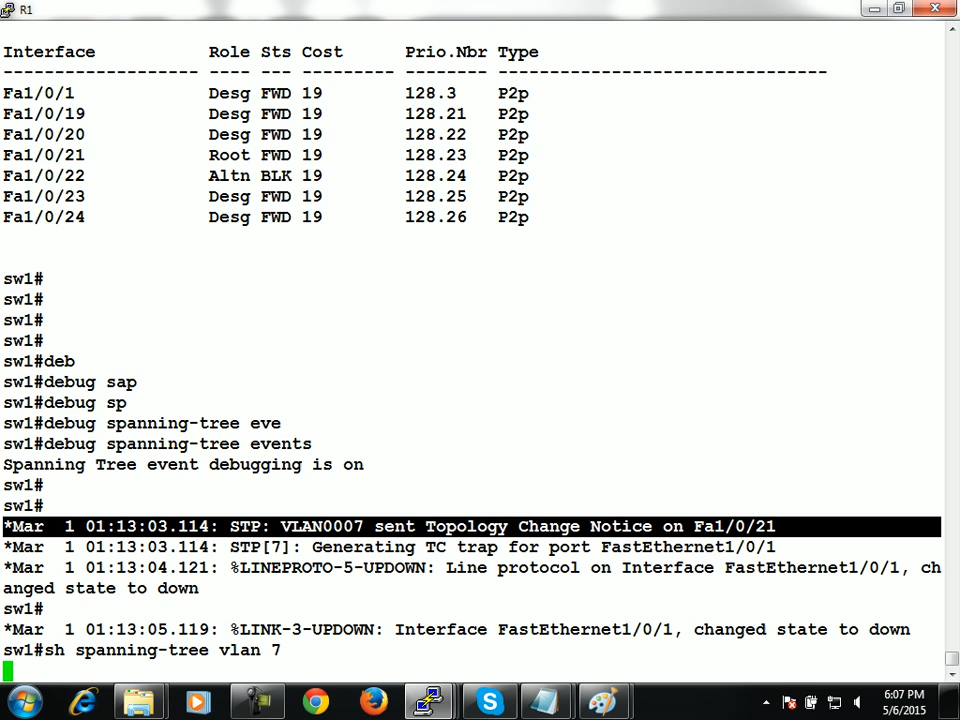 R1
Interface Role Sts Cost Prio.Nbr Type
------------------- ---- --- --------- -------- --------------------------------
Fa1/0/1 Desg FWD 19 128.3 P2p
Fa1/0/19 Desg FWD 19 128.21 P2p
Fa1/0/20 Desg FWD 19 128.22 P2p
Fa1/0/21 Root FWD 19 128.23 P2p
Fa1/0/22 Altn BLK 19 128.24 P2p
Fa1/0/23 Desg FWD 19 128.25 P2p
Fa1/0/24 Desg FWD 19 128.26 P2p
sw1#
sw1#
sw1#
sw1#
sw1#deb
sw1#debug sap
sw1#debug sp
sw1#debug spanning-tree eve
sw1#debug spanning-tree events
Spanning Tree event debugging is on
sw1#
sw1#
*Mar 1 01:13:03.114: STP: VLAN0007 sent Topology Change Notice on Fa1/0/21
*Mar 1 01:13:03.114: STP[7]: Generating TC trap for port FastEthernet1/0/1
*Mar 1 01:13:04.121: %LINEPROTO-5-UPDOWN: Line protocol on Interface FastEthernet1/0/1, ch
anged state to down
sw1#
*Mar 1 01:13:05.119: %LINK-3-UPDOWN: Interface FastEthernet1/0/1, changed state to down
sw1#sh spanning-tree vlan 7
6:07 PM
5/6/2015